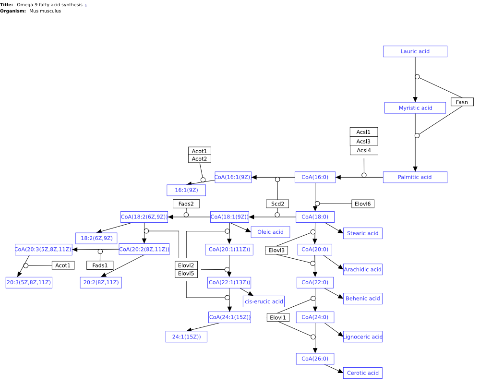 Title: Omega-9 fatty acid synthesis
Organism: Mus musculus
Lauric acid
Fasn
Myristic acid
Acsl1
Acsl3
Acsl4
Acot1
Acot2
CoA(16:1(9Z)
CoA(16:0)
Palmitic acid
16:1(9Z)
Fads2
Scd2
Elovl6
CoA(18:2(6Z,9Z)
CoA(18:1(9Z)
CoA(18:0)
Oleic acid
Stearic acid
18:2(6Z,9Z)
CoA(20:3(5Z,8Z,11Z)
CoA(20:2(8Z,11Z))
CoA(20:1(11Z))
Elovl3
CoA(20:0)
Acot1
Fads1
Elovl2
Elovl5
Arachidic acid
20:3(5Z,8Z,11Z)
20:2(8Z,11Z)
CoA(22:1(13Z)
CoA(22:0)
cis-erucic acid
Behenic acid
CoA(24:1(15Z)
Elovl1
CoA(24:0)
24:1(15Z))
Lignoceric acid
CoA(26:0)
Cerotic acid